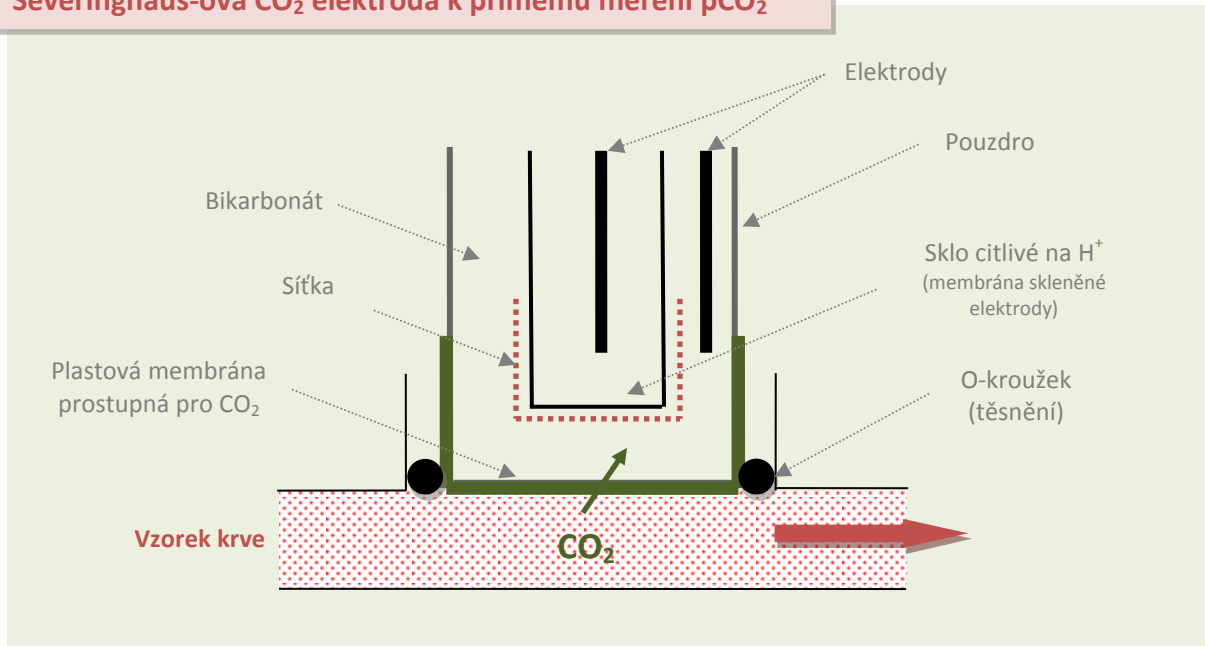 Severinghaus-ova CO₂ elektroda k přímému měření pCO₂
Elektrody
Pouzdro
Bikarbonát
Sklo citlivé na H⁺
(membrána skleněné
elektrody)
Síťka
Plastová membrána
prostupná pro CO₂
O-kroužek
(těsnění)
Vzorek krve
CO₂